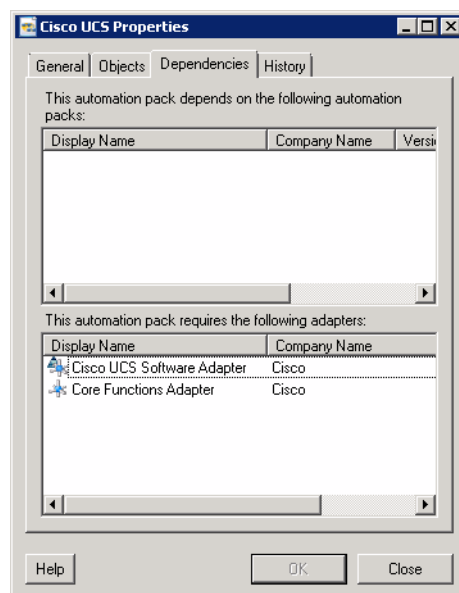 Cisco UCS Properties
General Objects Dependencies History
This automation pack depends on the following automation
packs:
Display Name Company Name Versi
This automation pack requires the following adapters:
Display Name Company Name
Cisco UCS Software Adapter Cisco
Core Functions Adapter Cisco
Help OK Close